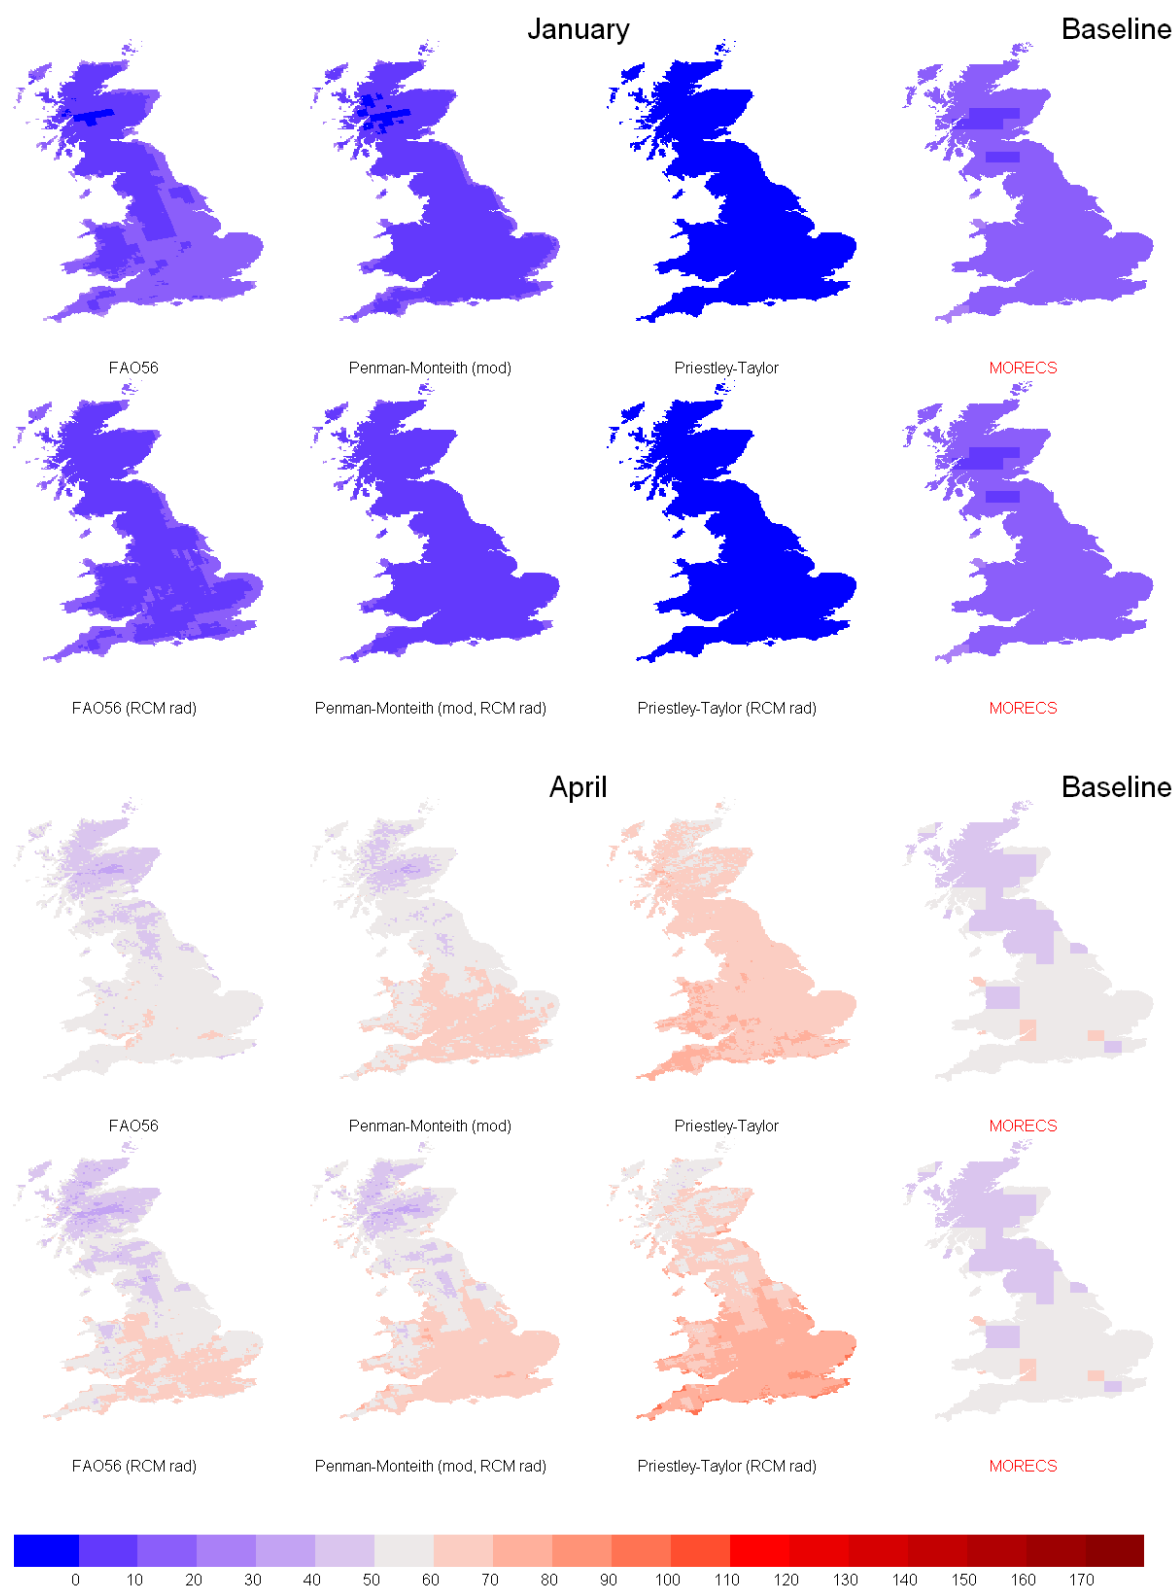 January Baseline
FAO56 Penman-Monteith (mod) Priestley-Taylor MORECS
FAO56 (RCM rad) Penman-Monteith (mod, RCM rad) Priestley-Taylor (RCM rad) MORECS
April Baseline
FAO56 Penman-Monteith (mod) Priestley-Taylor MORECS
FAO56 (RCM rad) Penman-Monteith (mod, RCM rad) Priestley-Taylor (RCM rad) MORECS
0 10 20 30 40 50 60 70 80 90 100 110 120 130 140 150 160 170